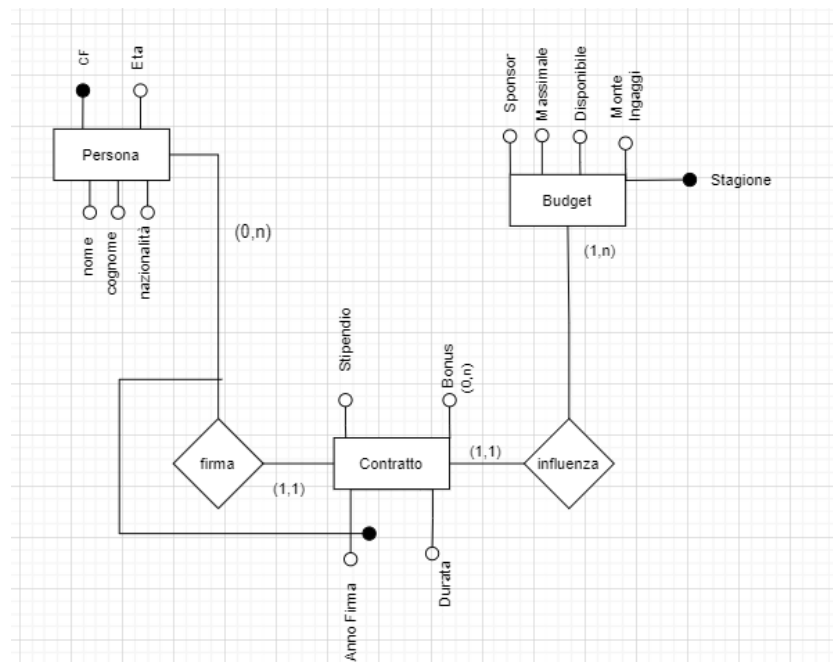 CF
Eta
Persona
nome
cognome
nazionalità
(0,n)
Sponsor
Massimale
Disponibile
Monte
Ingaggi
Stagione
Budget
(1,n)
Stipendio
Bonus
(0,n)
firma
(1,1)
Contratto
(1,1)
influenza
Anno Firma
Durata